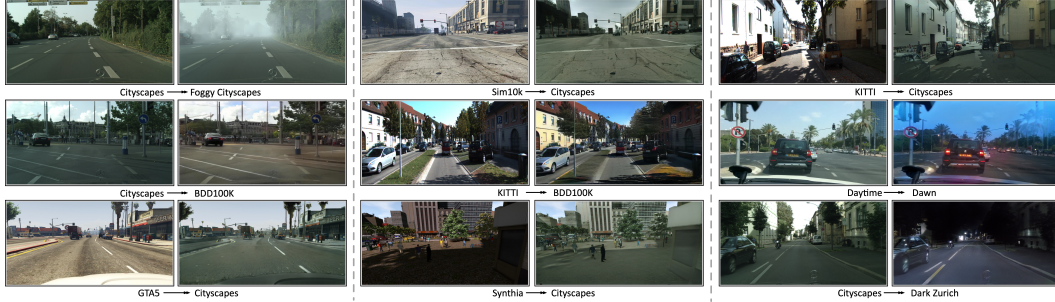 Cityscapes → Foggy Cityscapes
Sim10k → Cityscapes
KITTI → Cityscapes
Cityscapes → BDD100K
KITTI → BDD100K
Daytime → Dawn
GTA5 → Cityscapes
Synthia → Cityscapes
Cityscapes → Dark Zurich